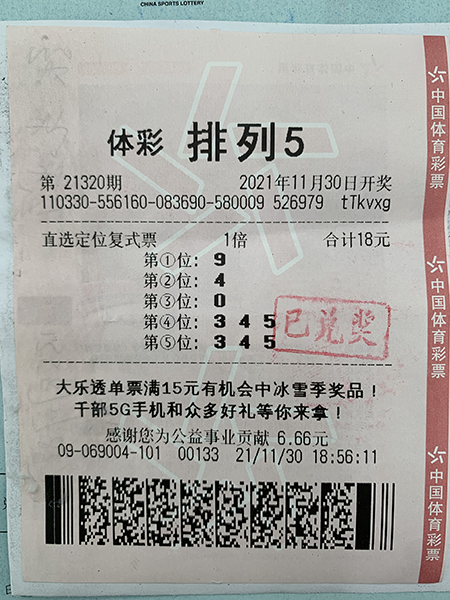 CHINA SPORTS LOTTERY
体彩 排列5
第 21320期 2021年11月30日开奖
110330-556160-083690-580009 526979 tTkvxg
直选定位复式票 1倍 合计18元
第①位: 9
第②位: 4
第③位: 0
第④位: 3 4 5
第⑤位: 3 4 5
已兑奖
大乐透单票满15元有机会中冰雪季奖品!
千部5G手机和众多好礼等你来拿!
感谢您为公益事业贡献 6.66元
09-069004-101 00133 21/11/30 18:56:11
中国体育彩票
中国体育彩票
中国体育彩票